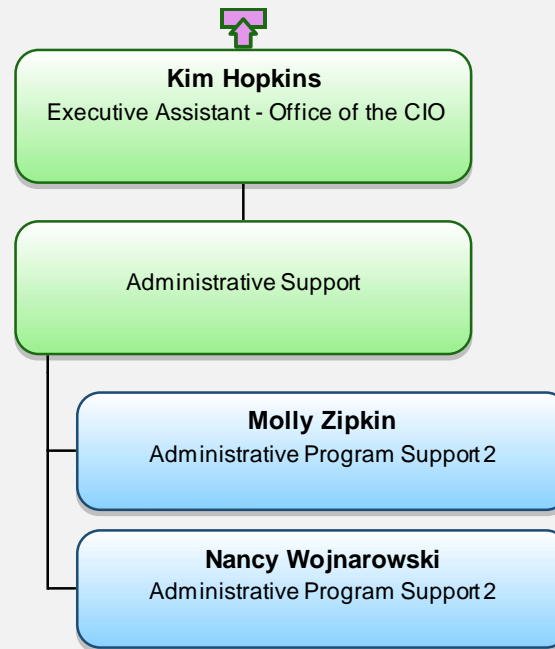 Kim Hopkins
Executive Assistant - Office of the CIO
Administrative Support
Molly Zipkin
Administrative Program Support 2
Nancy Wojnarowski
Administrative Program Support 2